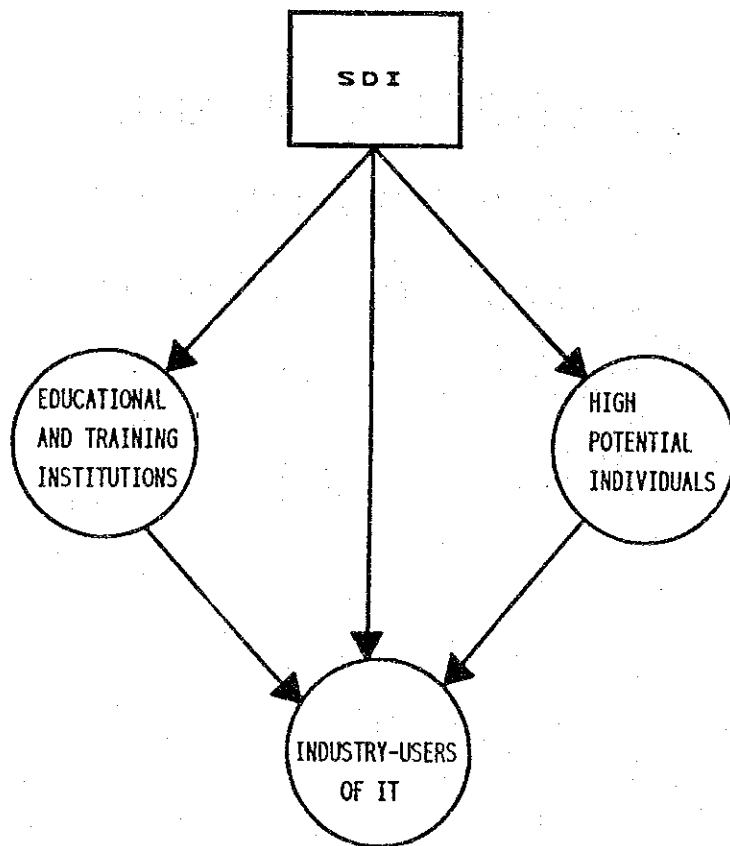 SDI
EDUCATIONAL
AND TRAINING
INSTITUTIONS
HIGH
POTENTIAL
INDIVIDUALS
INDUSTRY-USERS
OF IT